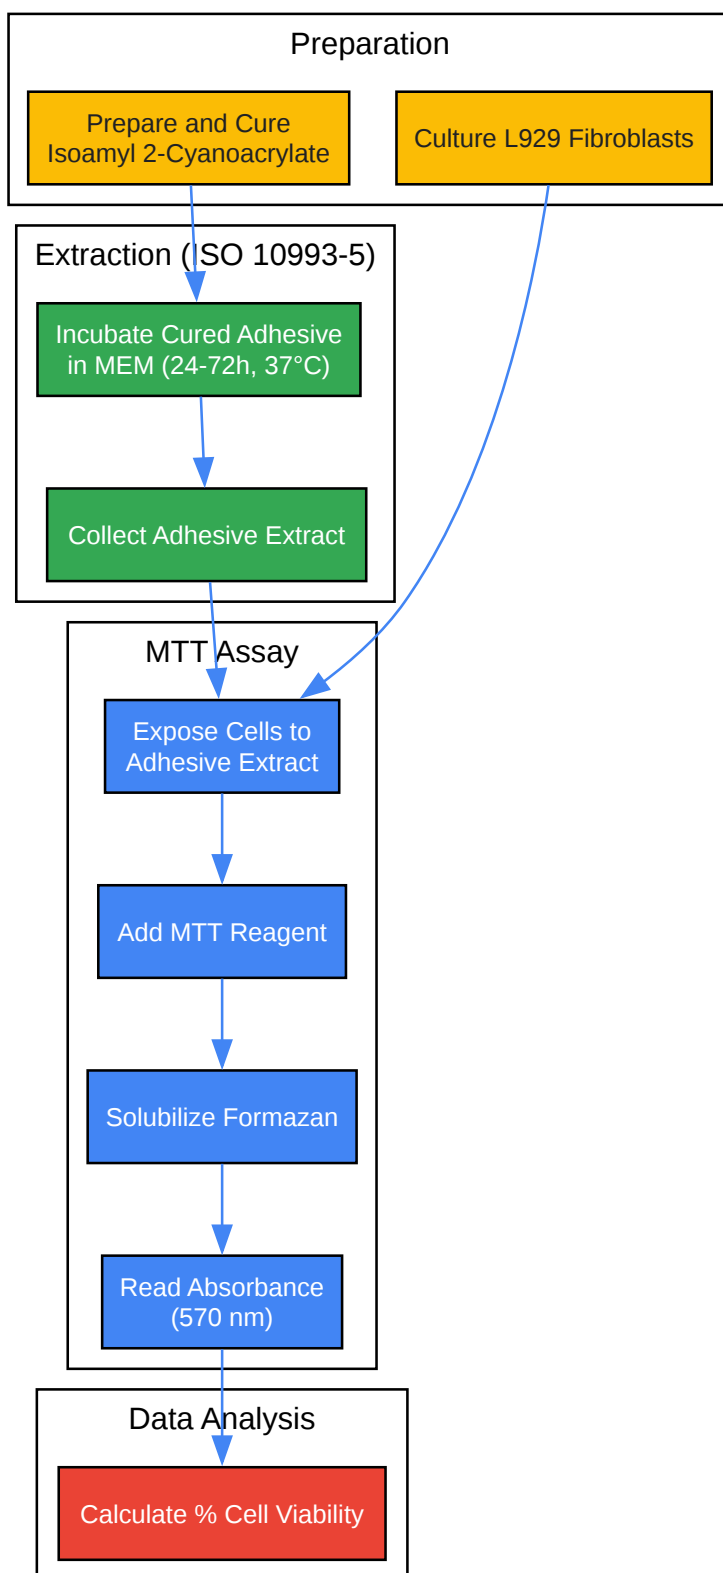 Preparation
Prepare and Cure
Isoamyl 2-Cyanoacrylate
Culture L929 Fibroblasts
Extraction (ISO 10993-5)
Incubate Cured Adhesive
in MEM (24-72h, 37°C)
Collect Adhesive Extract
MTT Assay
Expose Cells to
Adhesive Extract
Add MTT Reagent
Solubilize Formazan
Read Absorbance
(570 nm)
Data Analysis
Calculate % Cell Viability